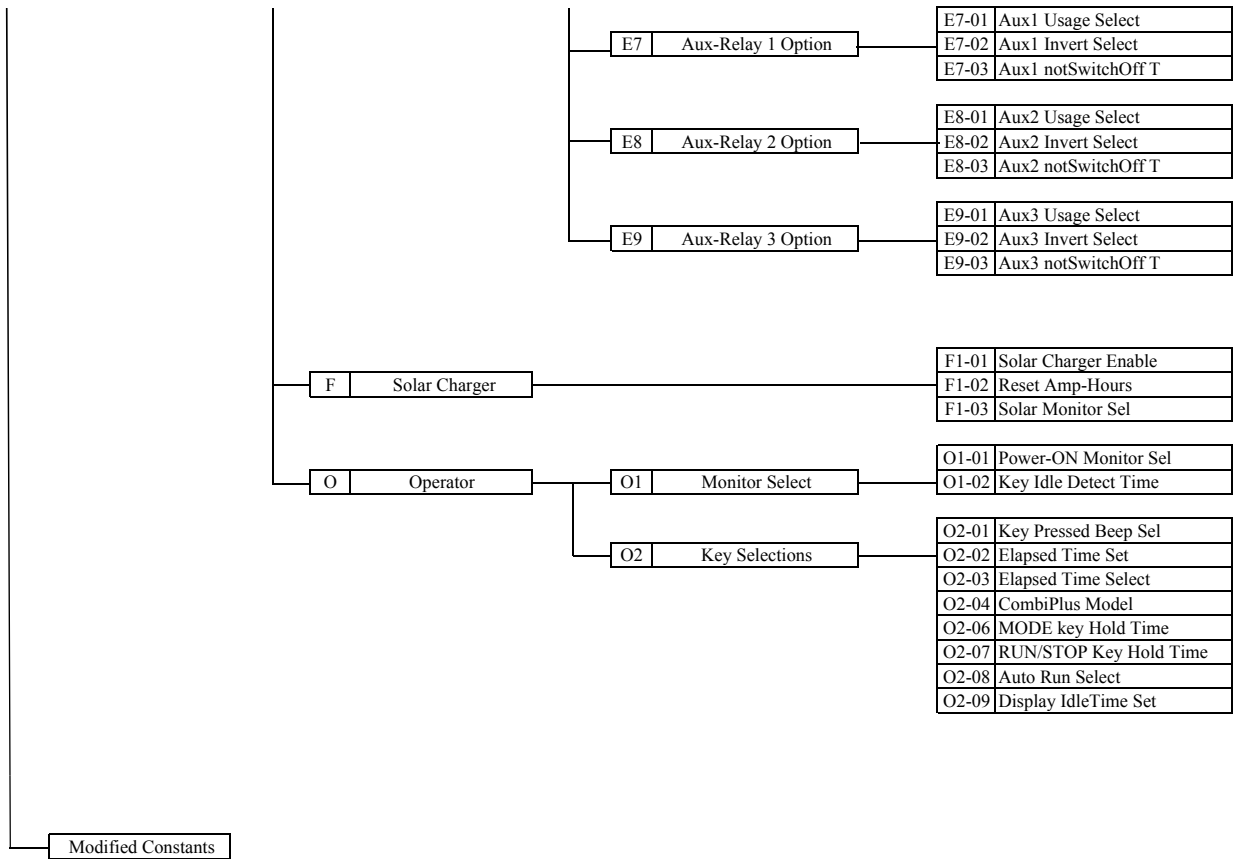 E7-01 Aux1 Usage Select
E7 Aux-Relay 1 Option E7-02 Aux1 Invert Select
E7-03 Aux1 notSwitchOff T
E8-01 Aux2 Usage Select
E8 Aux-Relay 2 Option E8-02 Aux2 Invert Select
E8-03 Aux2 notSwitchOff T
E9-01 Aux3 Usage Select
E9 Aux-Relay 3 Option E9-02 Aux3 Invert Select
E9-03 Aux3 notSwitchOff T
F1-01 Solar Charger Enable
F Solar Charger F1-02 Reset Amp-Hours
F1-03 Solar Monitor Sel
O1-01 Power-ON Monitor Sel
O Operator O1 Monitor Select O1-02 Key Idle Detect Time
O2-01 Key Pressed Beep Sel
O2 Key Selections O2-02 Elapsed Time Set
O2-03 Elapsed Time Select
O2-04 CombiPlus Model
O2-06 MODE key Hold Time
O2-07 RUN/STOP Key Hold Time
O2-08 Auto Run Select
O2-09 Display IdleTime Set
Modified Constants